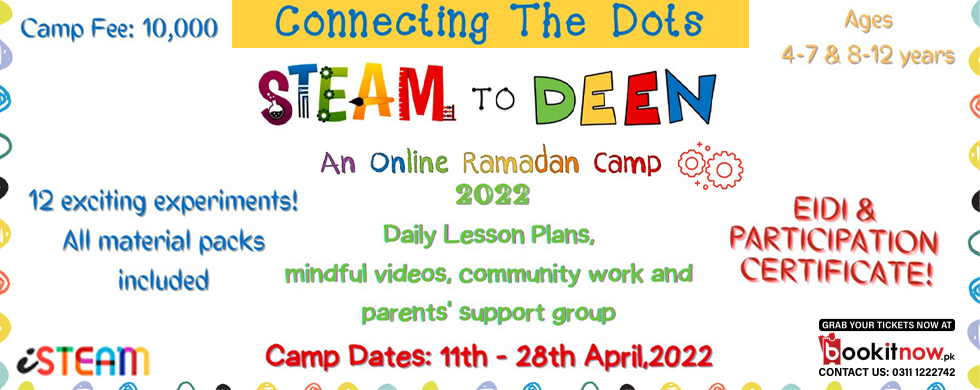 Camp Fee: 10,000
Connecting The Dots
Ages
4-7 & 8-12 years
STEAM TO DEEN
An Online Ramadan Camp
2022
12 exciting experiments!
All material packs
included
Daily Lesson Plans,
mindful videos, community work and
parents' support group
EIDI &
PARTICIPATION
CERTIFICATE!
iSTEAM
Camp Dates: 11th - 28th April,2022
GRAB YOUR TICKETS NOW AT
bookitnow.pk
CONTACT US: 0311 1222742